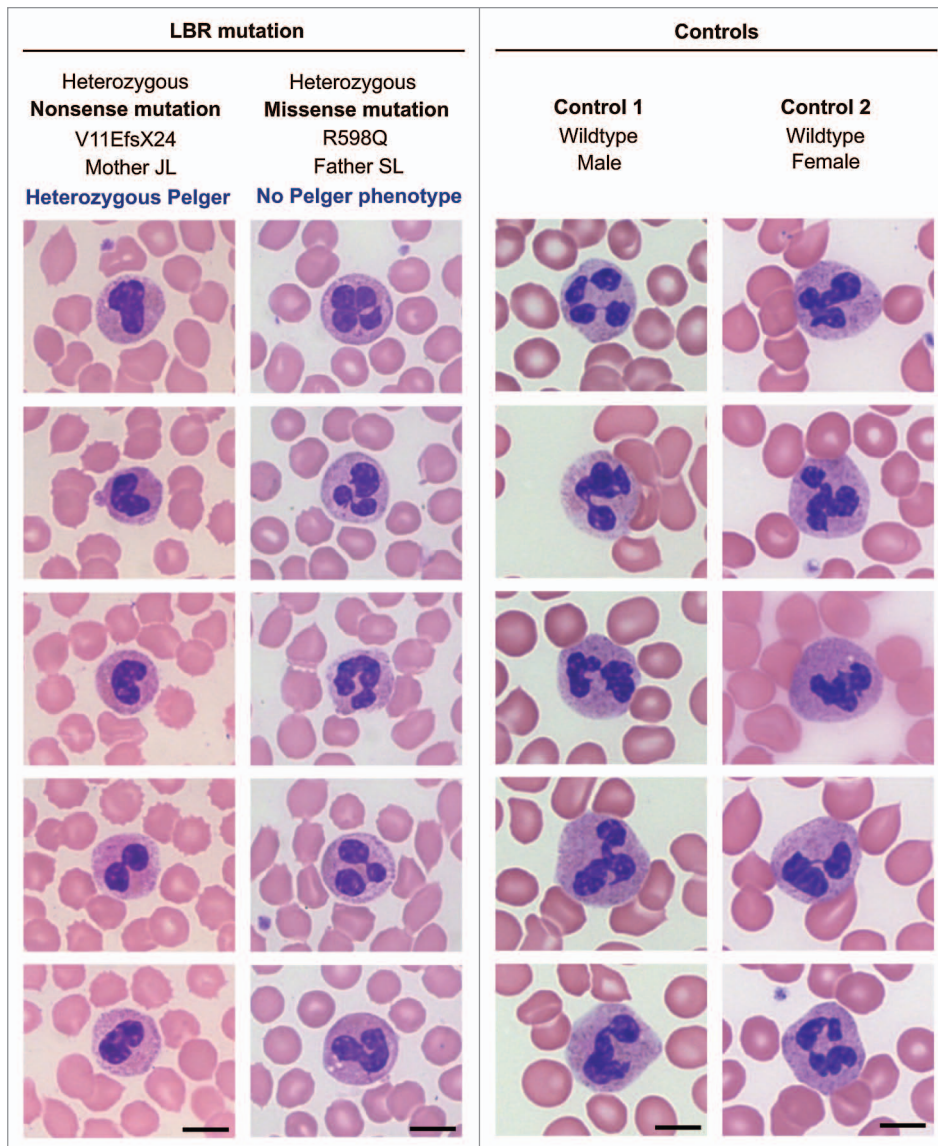 LBR mutation
Heterozygous
Nonsense mutation
V11EfsX24
Mother JL
Heterozygous Pelger
Heterozygous
Missense mutation
R598Q
Father SL
No Pelger phenotype
Controls
Control 1
Wildtype
Male
Control 2
Wildtype
Female